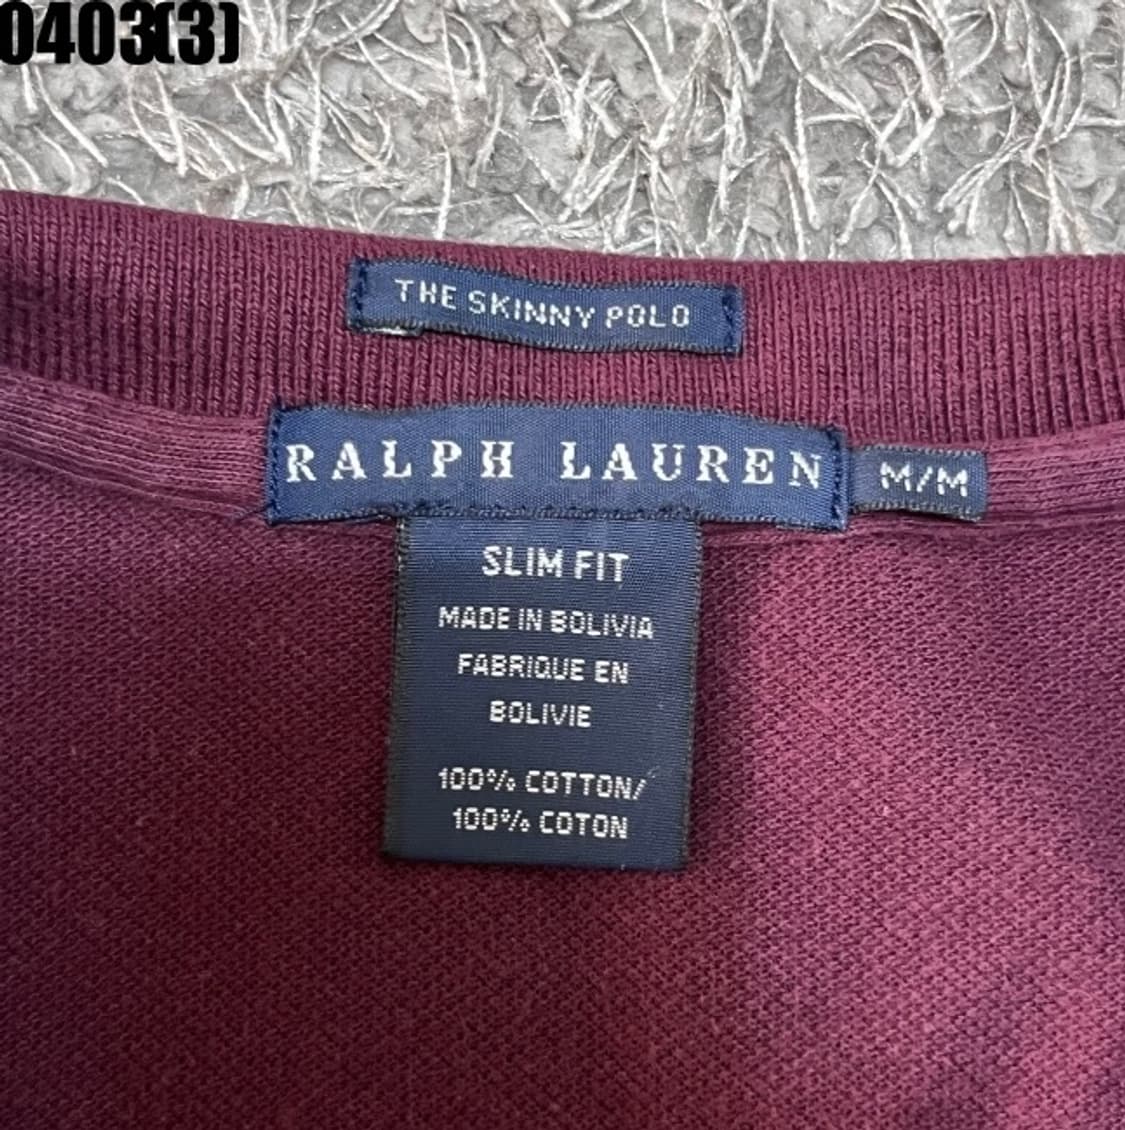 0403(3)
THE SKINNY POLO
RALPH LAUREN
M/M
SLIM FIT
MADE IN BOLIVIA
FABRIQUE EN
BOLIVIE
100% COTTON/
100% COTON